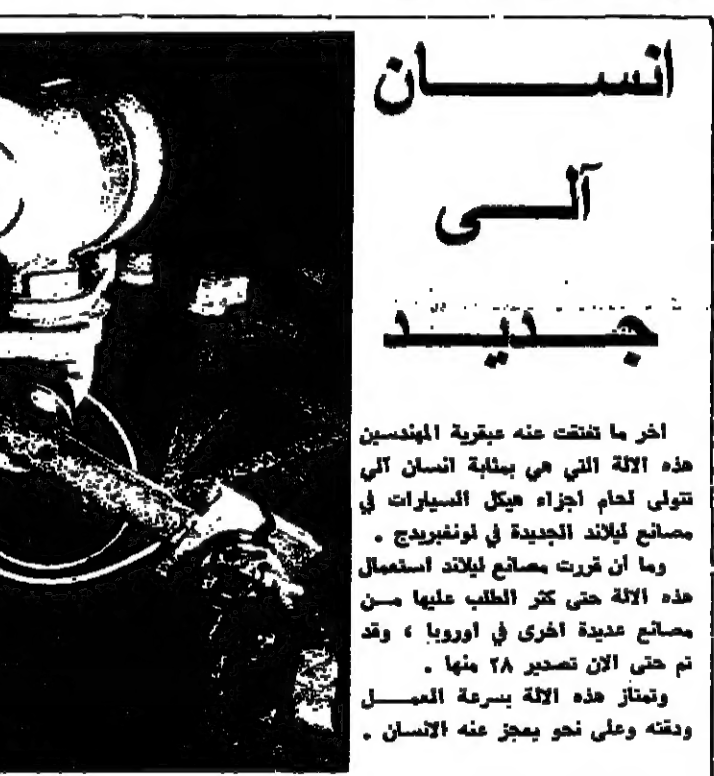 انسان
آلى
جديد
اخر ما تفتقت عنه عبقرية المهندسين
هذه الالة التي هي بمثابة انسان آلي
تتولى لحام اجزاء هيكل السيارات في
مصانع ليلاند الجديدة في لونغبريدج .
وما أن قررت مصانع ليلاند استعمال
هذه الالة حتى كثر الطلب عليها من
مصانع عديدة اخرى في اوروبا ، وقد
تم حتى الان تصدير ٢٨ منها .
وتمتاز هذه الالة بسرعة العمل
ودقته وعلى نحو يعجز عنه الانسان .